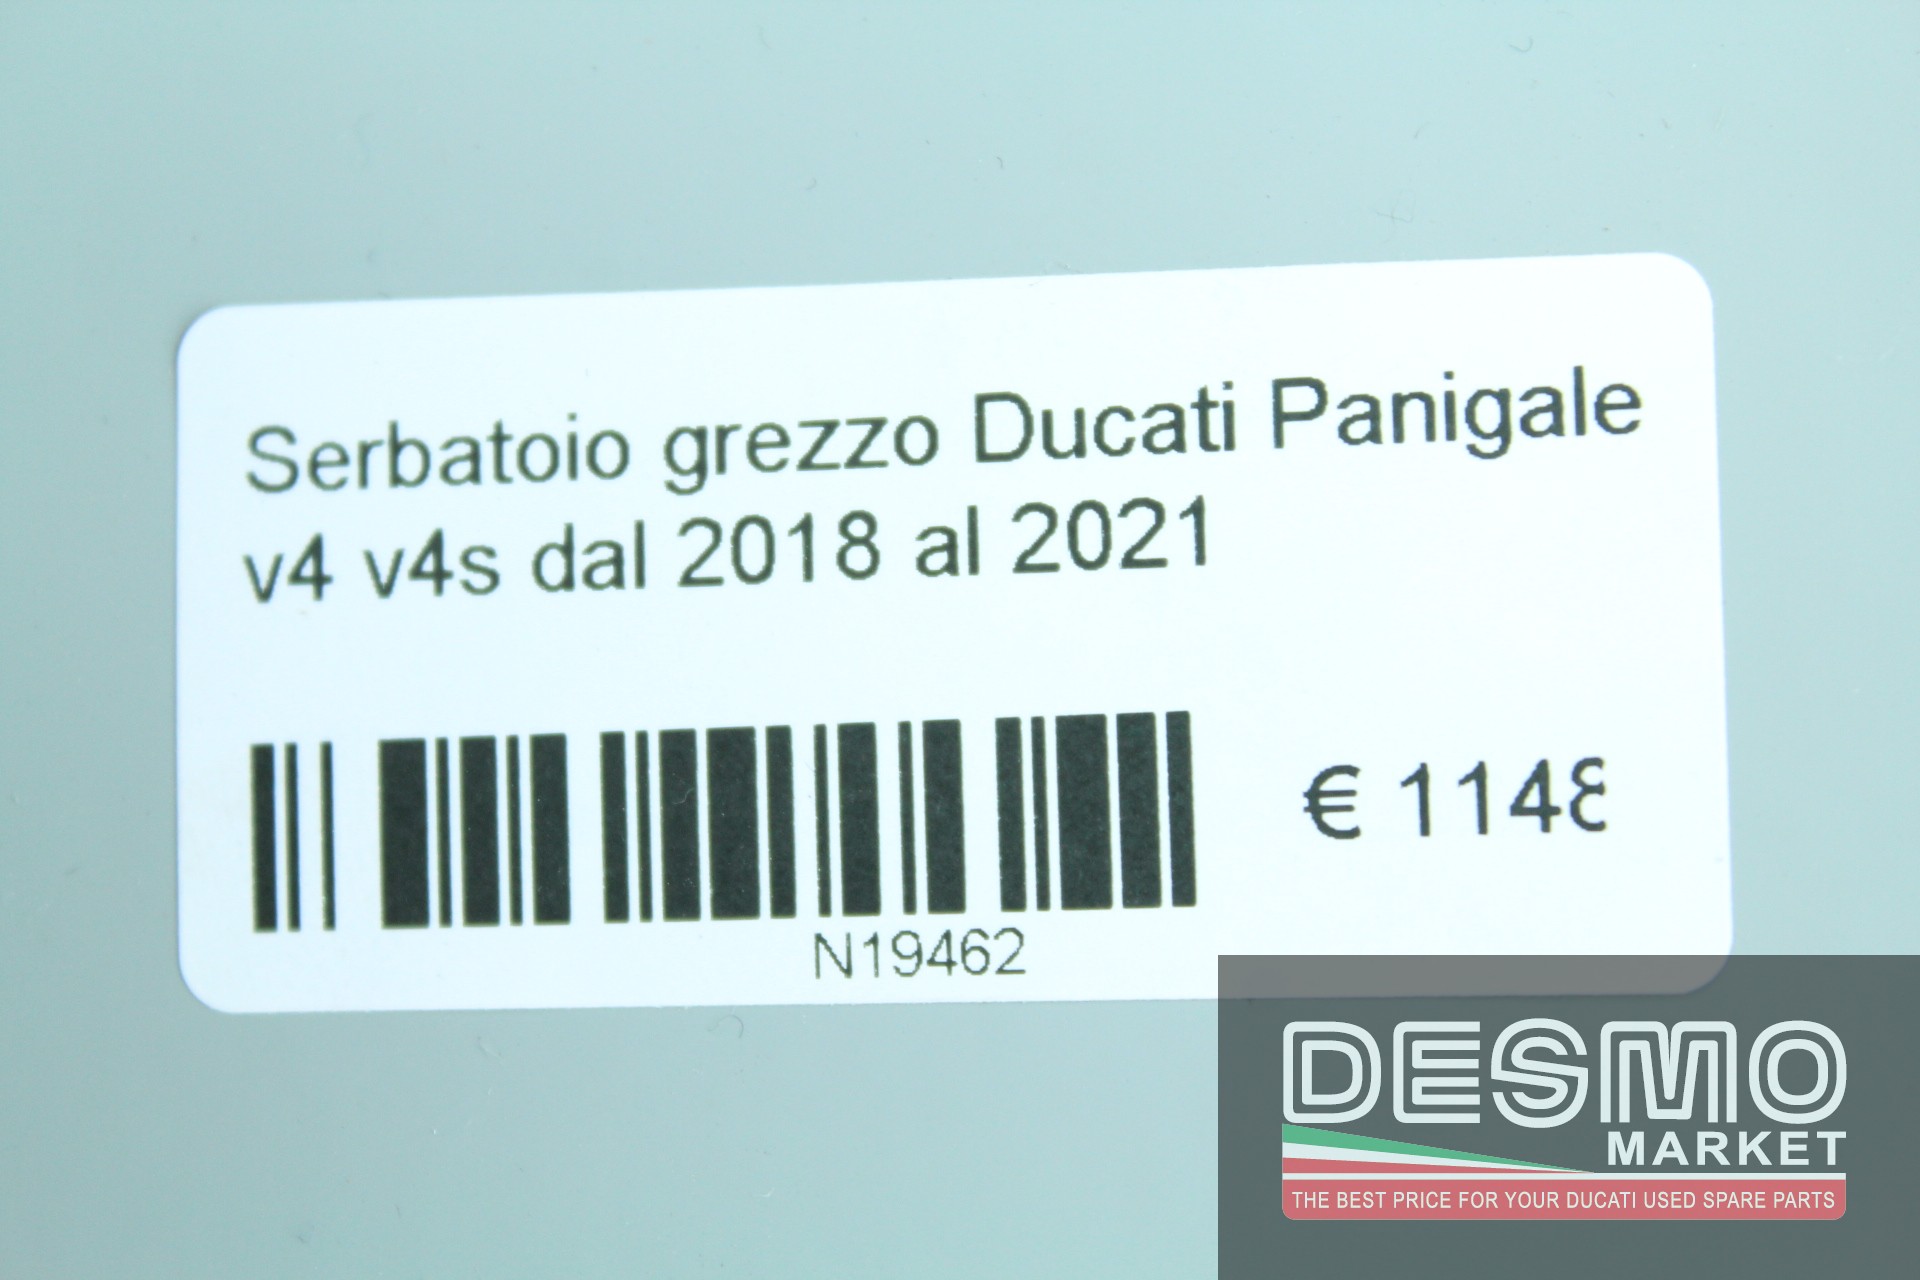 Serbatoio grezzo Ducati Panigale
v4 v4s dal 2018 al 2021
€ 1148
N19462
DESMO
MARKET
THE BEST PRICE FOR YOUR DUCATI USED SPARE PARTS